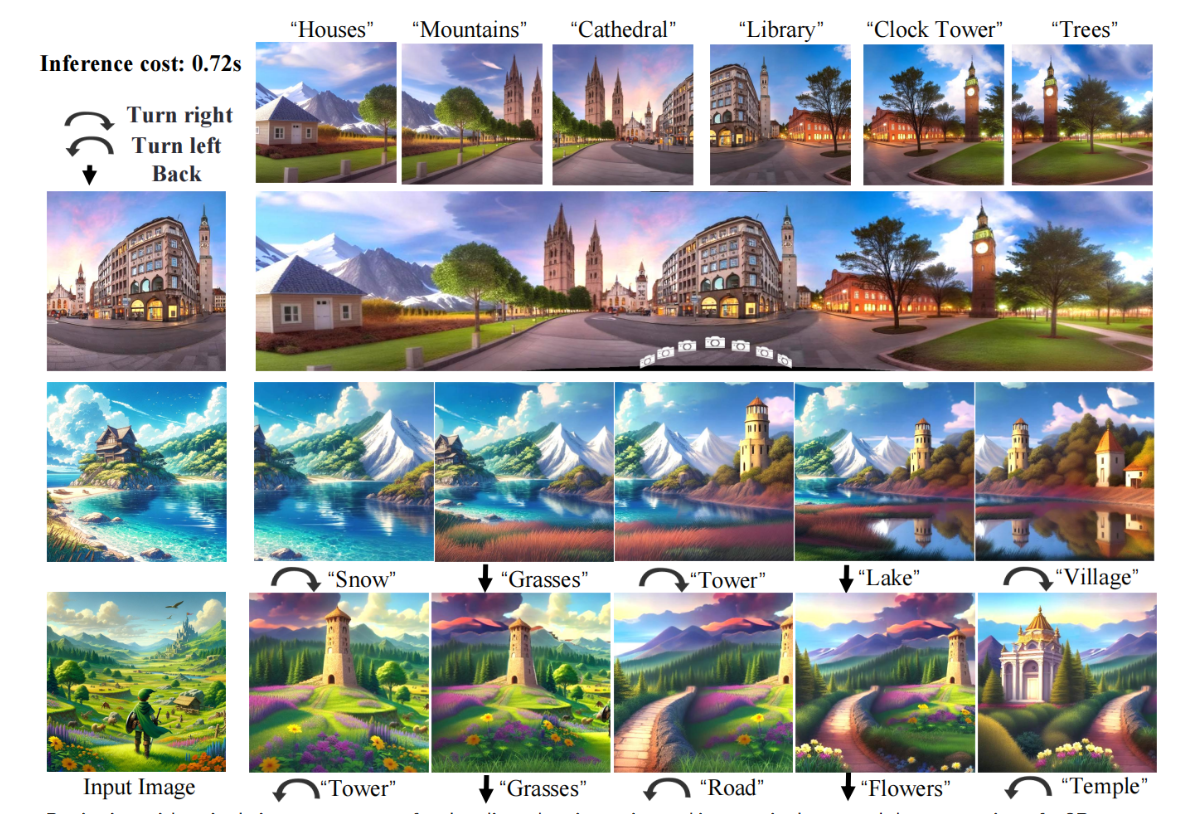 “Houses” “Mountains” “Cathedral” “Library” “Clock Tower” “Trees”
Inference cost: 0.72s
Turn right
Turn left
Back
“Snow” “Grasses” “Tower” “Lake” “Village”
Input Image “Tower” “Grasses” “Road” “Flowers” “Temple”